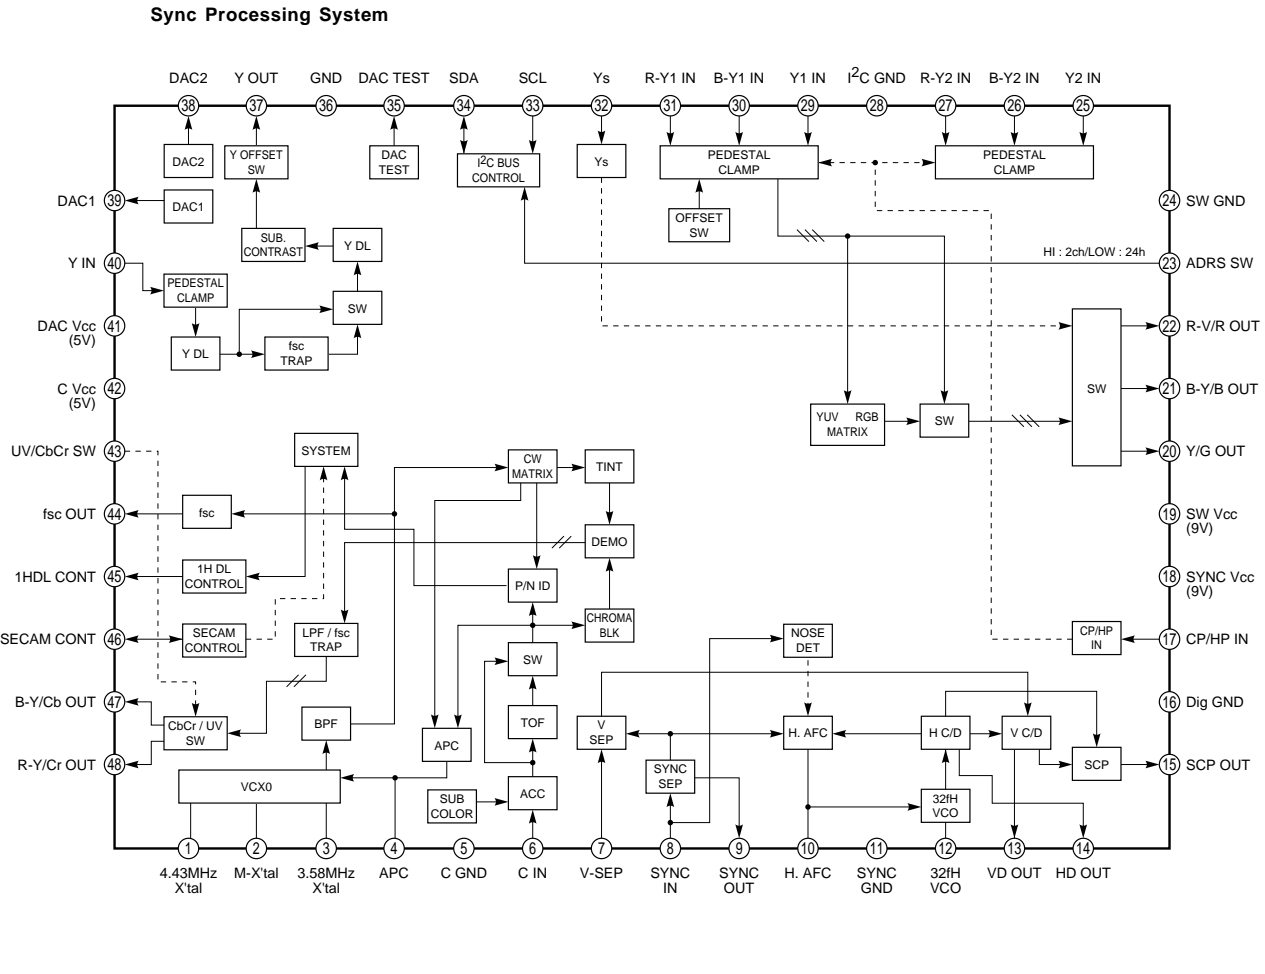 Sync Processing System
DAC2 Y OUT GND DAC TEST SDA SCL Ys R-Y1 IN B-Y1 IN Y1 IN I2C GND R-Y2 IN B-Y2 IN Y2 IN
38 37 36 35 34 33 32 31 30 29 28 27 26 25
DAC2
Y OFFSET
SW
DAC
TEST
I2C BUS
CONTROL
Ys
PEDESTAL
CLAMP
PEDESTAL
CLAMP
DAC1 39
DAC1
OFFSET
SW
24 SW GND
SUB.
CONTRAST
Y DL
Y IN 40
HI : 2ch/LOW : 24h
23 ADRS SW
PEDESTAL
CLAMP
SW
DAC Vcc
(5V)
41
Y DL
fsc
TRAP
22 R-V/R OUT
C Vcc
(5V)
42
SW
21 B-Y/B OUT
YUV RGB
MATRIX
SW
UV/CbCr SW 43
SYSTEM
CW
MATRIX
TINT
20 Y/G OUT
fsc OUT 44
fsc
DEMO
19 SW Vcc
(9V)
1HDL CONT 45
1H DL
CONTROL
P/N ID
18 SYNC Vcc
(9V)
SECAM CONT 46
SECAM
CONTROL
LPF / fsc
TRAP
CHROMA
BLK
NOSE
DET
CP/HP
IN
17 CP/HP IN
SW
B-Y/Cb OUT 47
CbCr / UV
SW
BPF
TOF
V
SEP
H. AFC
H C/D
V C/D
16 Dig GND
APC
R-Y/Cr OUT 48
VCX0
SYNC
SEP
SCP
15 SCP OUT
SUB
COLOR
ACC
32fH
VCO
1 2 3 4 5 6 7 8 9 10 11 12 13 14
4.43MHz
X'tal
M-X'tal
3.58MHz
X'tal
APC
C GND
C IN
V-SEP
SYNC
IN
SYNC
OUT
H. AFC
SYNC
GND
32fH
VCO
VD OUT
HD OUT